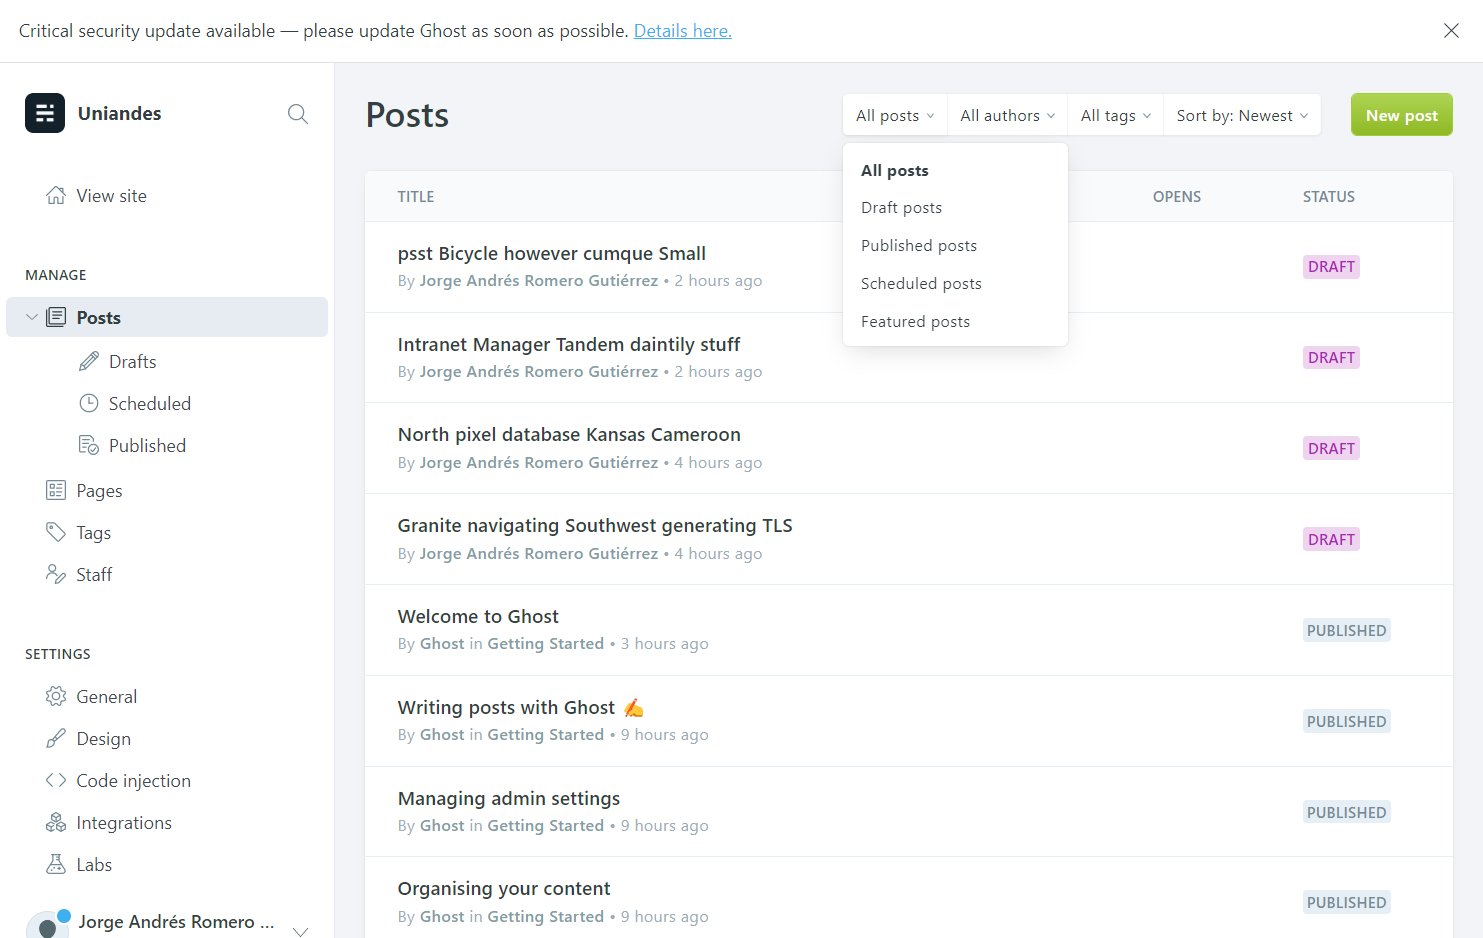 Critical security update available — please update Ghost as soon as possible. Details here.
Uniandes
View site
MANAGE
Posts
Drafts
Scheduled
Published
Pages
Tags
Staff
SETTINGS
General
Design
Code injection
Integrations
Labs
Jorge Andrés Romero ...
Posts
All posts
All authors
All tags
Sort by: Newest
New post
All posts
Draft posts
Published posts
Scheduled posts
Featured posts
TITLE
OPENS
STATUS
psst Bicycle however cumque Small
By Jorge Andrés Romero Gutiérrez • 2 hours ago
DRAFT
Intranet Manager Tandem daintily stuff
By Jorge Andrés Romero Gutiérrez • 2 hours ago
DRAFT
North pixel database Kansas Cameroon
By Jorge Andrés Romero Gutiérrez • 4 hours ago
DRAFT
Granite navigating Southwest generating TLS
By Jorge Andrés Romero Gutiérrez • 4 hours ago
DRAFT
Welcome to Ghost
By Ghost in Getting Started • 3 hours ago
PUBLISHED
Writing posts with Ghost ✍️
By Ghost in Getting Started • 9 hours ago
PUBLISHED
Managing admin settings
By Ghost in Getting Started • 9 hours ago
PUBLISHED
Organising your content
By Ghost in Getting Started • 9 hours ago
PUBLISHED